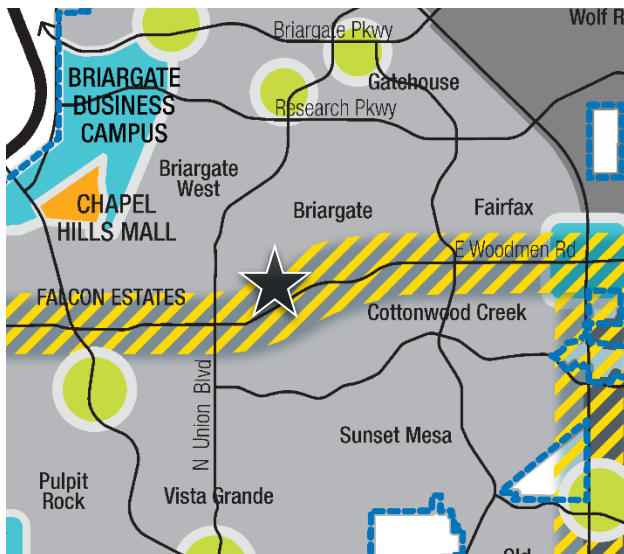 Wolf R
Briargate Pkwy
BRIARGATE
BUSINESS
CAMPUS
Gatehouse
Research Pkwy
Briargate
West
CHAPEL
HILLS MALL
Briargate
Fairfax
E Woodmen Rd
FALCON ESTATES
Cottonwood Creek
N Union Blvd
Sunset Mesa
Pulpit
Rock
Vista Grande
Old